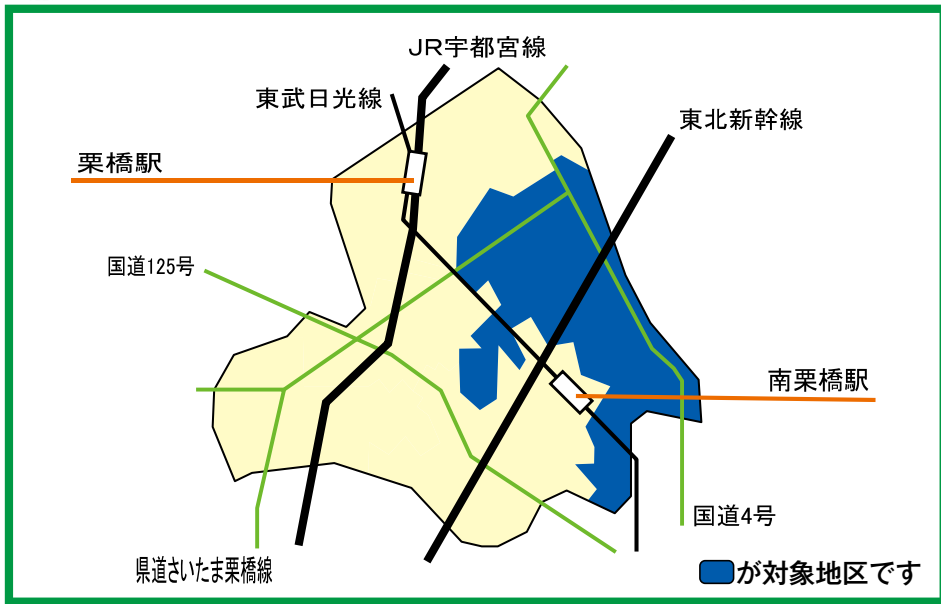 JR宇都宮線
東武日光線
東北新幹線
栗橋駅
国道125号
南栗橋駅
国道4号
県道さいたま栗橋線
が対象地区です